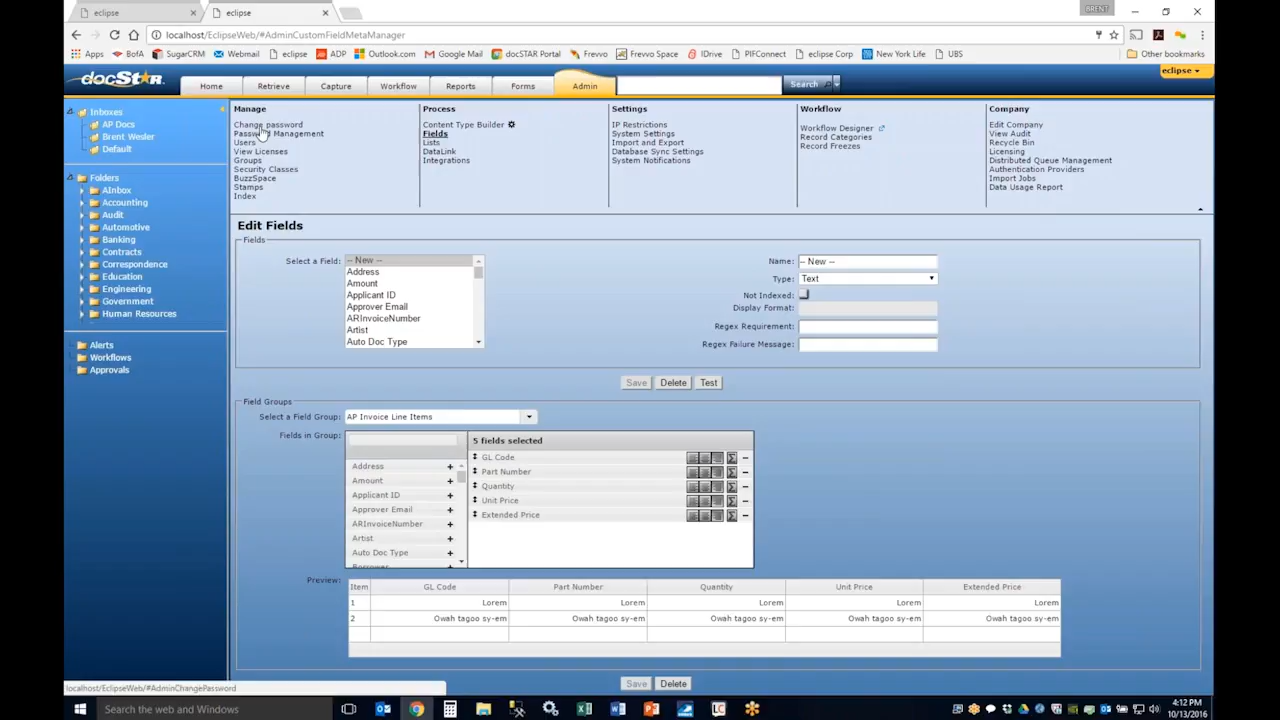 eclipse
eclipse
BRENT
localhost/EclipseWeb/#AdminCustomFieldMetaManager
Apps BofA SugarCRM Webmail eclipse ADP Outlook.com Google Mail docSTAR Portal Frevvo Frevvo Space IDrive PIFConnect eclipse Corp New York Life UBS Other bookmarks
docSTAR.
Home Retrieve Capture Workflow Reports Forms Admin Search eclipse
Inboxes
AP Docs
Brent Wesler
Default
Folders
AInbox
Accounting
Audit
Automotive
Banking
Contracts
Correspondence
Education
Engineering
Government
Human Resources
Alerts
Workflows
Approvals
Manage
Change password
Password Management
Users
View Licenses
Groups
Security Classes
BuzzSpace
Stamps
Index
Process
Content Type Builder
Fields
Lists
DataLink
Integrations
Settings
IP Restrictions
System Settings
Import and Export
Database Sync Settings
System Notifications
Workflow
Workflow Designer
Record Categories
Record Freezes
Company
Edit Company
View Audit
Recycle Bin
Licensing
Distributed Queue Management
Authentication Providers
Import Jobs
Data Usage Report
Edit Fields
Fields
Select a Field:
-- New --
Address
Amount
Applicant ID
Approver Email
ARInvoiceNumber
Artist
Auto Doc Type
Name: -- New --
Type: Text
Not Indexed:
Display Format:
Regex Requirement:
Regex Failure Message:
Save Delete Test
Field Groups
Select a Field Group: AP Invoice Line Items
Fields in Group:
Address +
Amount +
Applicant ID +
Approver Email +
ARInvoiceNumber +
Artist +
Auto Doc Type +
Borrower +
5 fields selected
GL Code
Part Number
Quantity
Unit Price
Extended Price
Preview:
Item GL Code Part Number Quantity Unit Price Extended Price
1 Lorem Lorem Lorem Lorem Lorem
2 Owah tagoo sy-em Owah tagoo sy-em Owah tagoo sy-em Owah tagoo sy-em Owah tagoo sy-em
Save Delete
localhost/EclipseWeb/#AdminChangePassword
Search the web and Windows
4:12 PM
10/13/2016